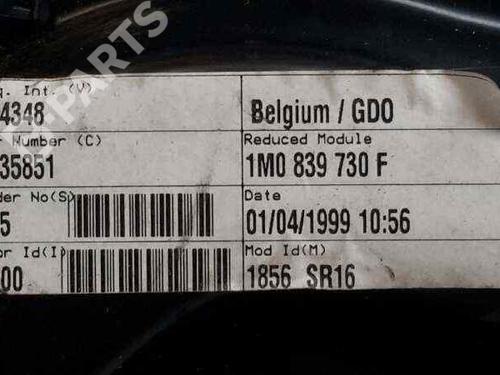 PARTS
q. Int. (V)
4348
Belgium / GDO
Number (C)
Reduced Module
35851
1M0 839 730 F
der No(S)
Date
5
01/04/1999 10:56
or Id(I)
Mod Id(M)
00
1856 SR16